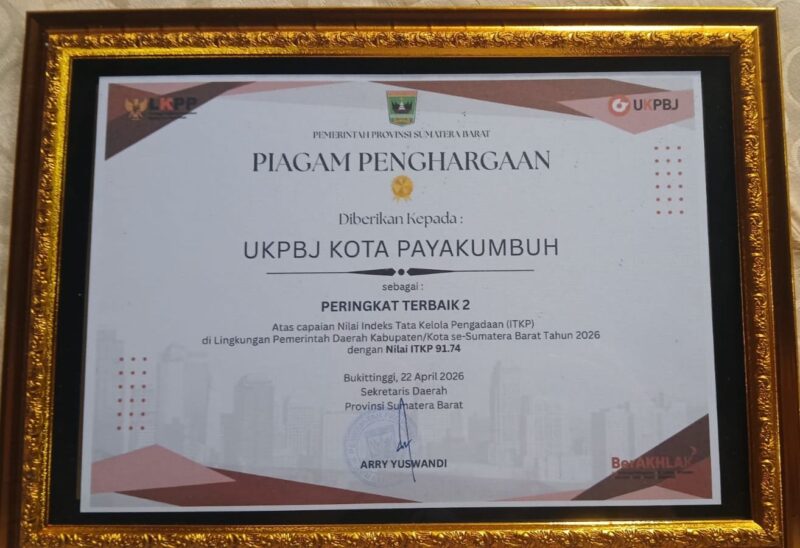 LKPP
UKPBJ
PEMERINTAH PROVINSI SUMATERA BARAT
PIAGAM PENGHARGAAN
Diberikan Kepada :
UKPBJ KOTA PAYAKUMBUH
sebagai :
PERINGKAT TERBAIK 2
Atas capaian Nilai Indeks Tata Kelola Pengadaan (ITKP)
di Lingkungan Pemerintah Daerah Kabupaten/Kota se-Sumatera Barat Tahun 2026
dengan Nilai ITKP 91.74
Bukittinggi, 22 April 2026
Sekretaris Daerah
Provinsi Sumatera Barat
ARRY YUSWANDI
BerAKHLAK